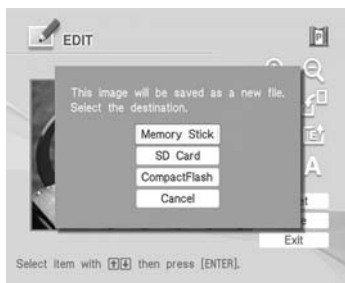 EDIT
P
This image will be saved as a new file.
Select the destination.
Memory Stick
SD Card
CompactFlash
Cancel
A
Exit
Select item with then press [ENTER].